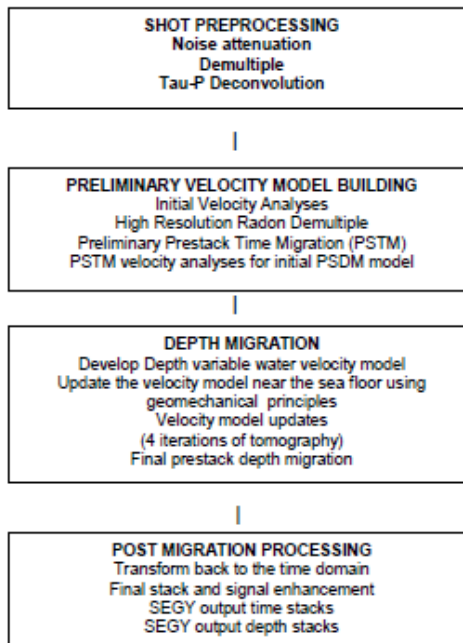 SHOT PREPROCESSING
Noise attenuation
Demultiple
Tau-P Deconvolution
PRELIMINARY VELOCITY MODEL BUILDING
Initial Velocity Analyses
High Resolution Radon Demultiple
Preliminary Prestack Time Migration (PSTM)
PSTM velocity analyses for initial PSDM model
DEPTH MIGRATION
Develop Depth variable water velocity model
Update the velocity model near the sea floor using
geomechanical principles
Velocity model updates
(4 iterations of tomography)
Final prestack depth migration
POST MIGRATION PROCESSING
Transform back to the time domain
Final stack and signal enhancement
SEGY output time stacks
SEGY output depth stacks